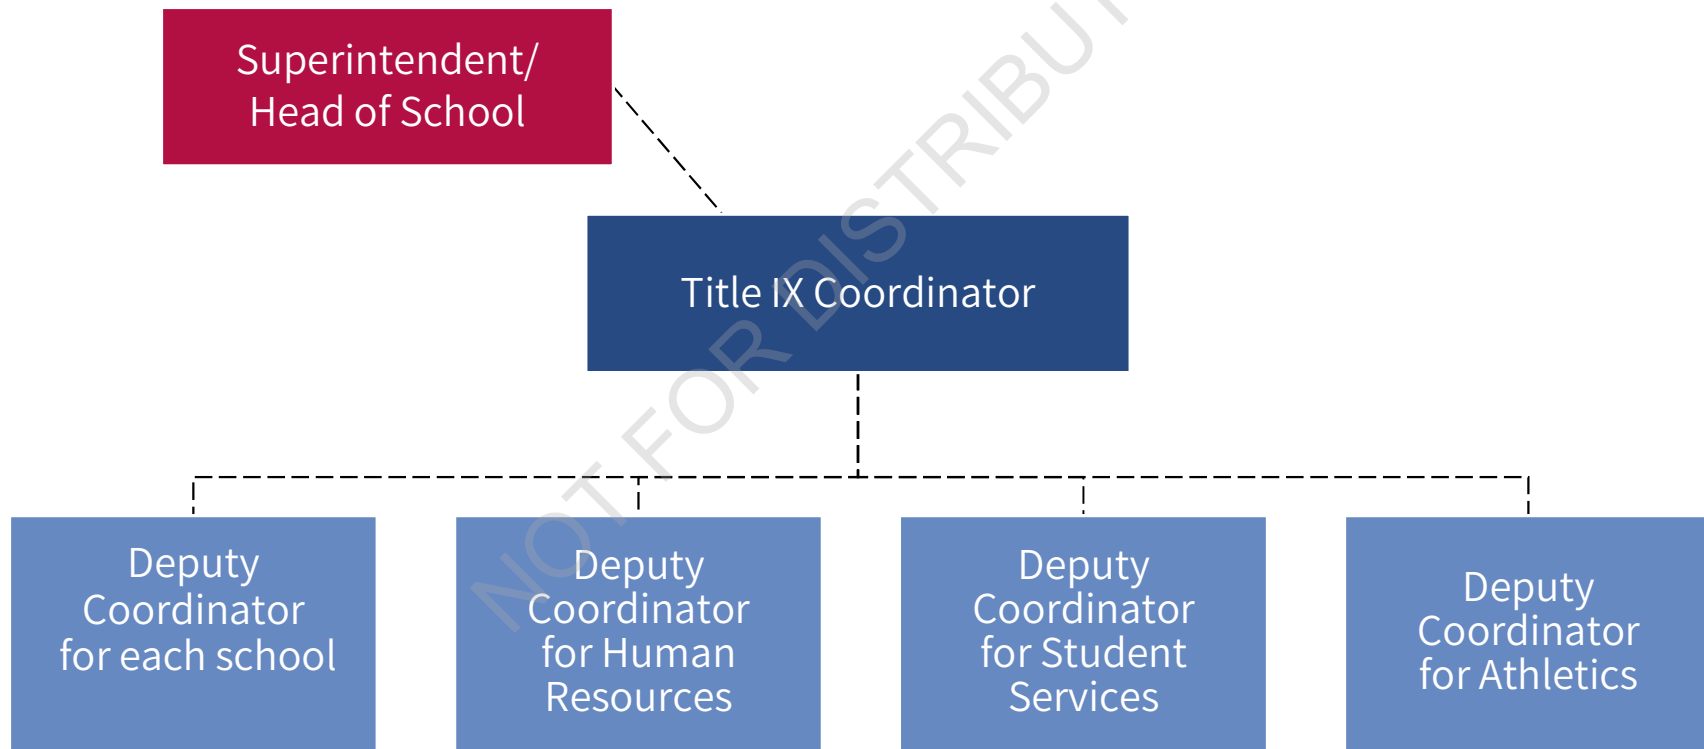 Superintendent/
Head of School
Title IX Coordinator
Deputy
Coordinator
for each school
Deputy
Coordinator
for Human
Resources
Deputy
Coordinator
for Student
Services
Deputy
Coordinator
for Athletics
NOT FOR DISTRIBUT